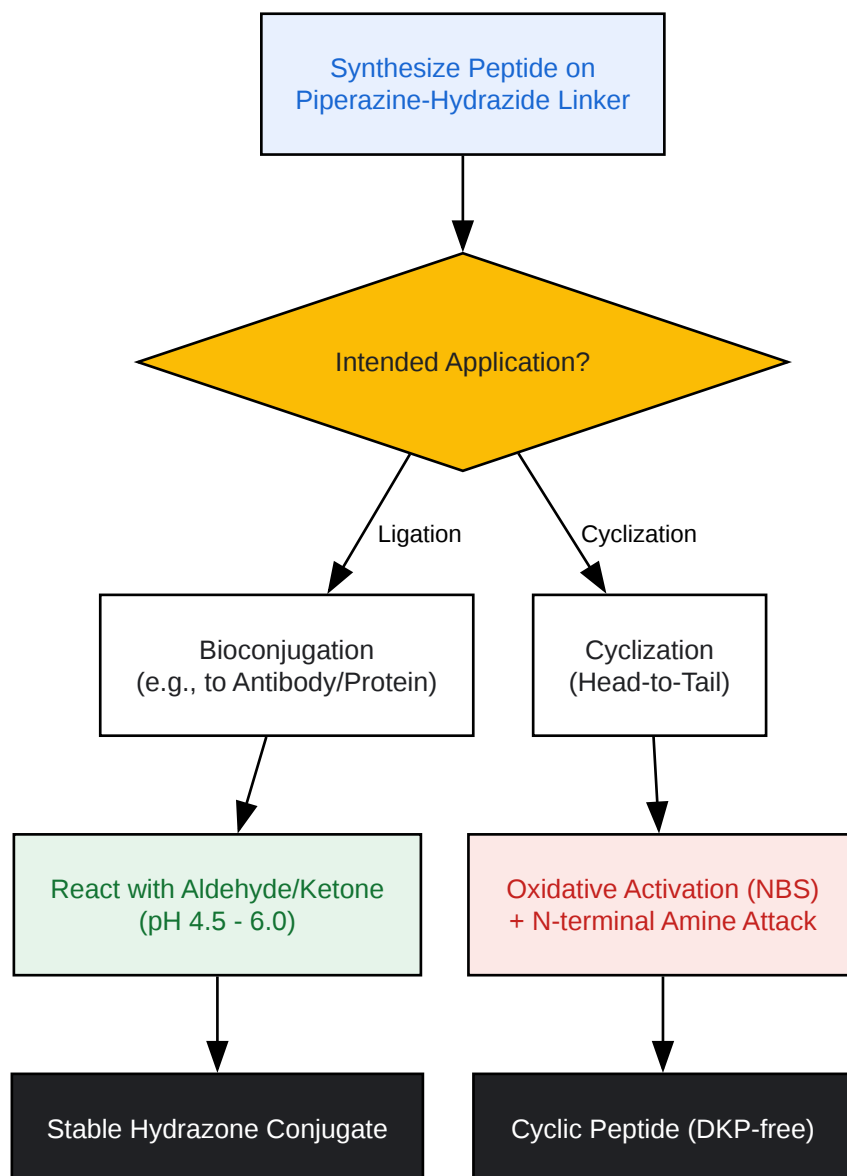 Synthesize Peptide on
Piperazine-Hydrazide Linker
Intended Application?
Ligation
Cyclization
Bioconjugation
(e.g., to Antibody/Protein)
Cyclization
(Head-to-Tail)
React with Aldehyde/Ketone
(pH 4.5 - 6.0)
Oxidative Activation (NBS)
+ N-terminal Amine Attack
Stable Hydrazone Conjugate
Cyclic Peptide (DKP-free)